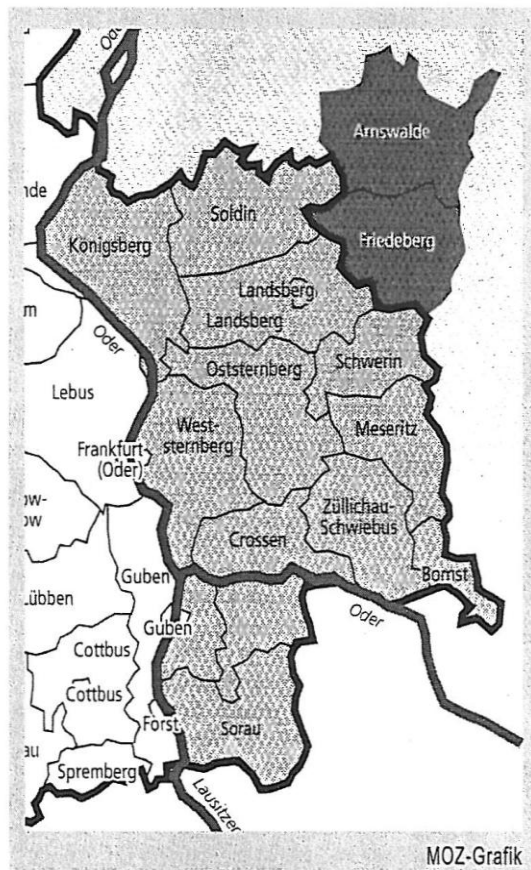 Arnswalde
Soldin
Friedeberg
Königsberg
Landsberg
Landsberg
Oder
Schwerin
Oststernberg
Lebus
West-
sternberg
Meseritz
Frankfurt-
(Oder)
Züllichau-
Schwiebus
Crossen
Guben
Bomst
Oder
Lübben
Guben
Cottbus
Cottbus
Forst
Sorau
Spremberg
Lausitzer
MOZ-Grafik